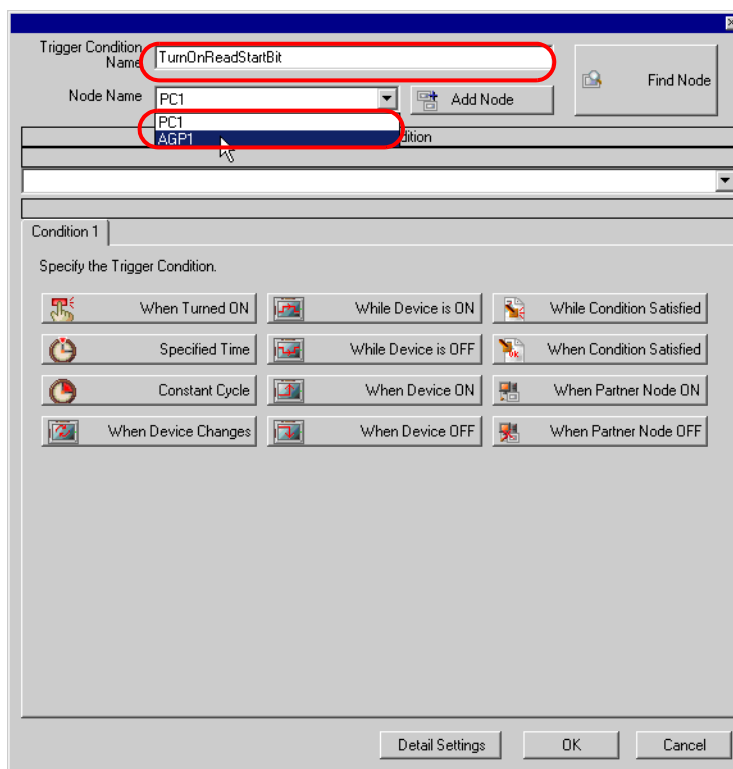 Trigger Condition
Name
TurnOnReadStartBit
Find Node
Node Name
PC1
Add Node
PC1
AGP1
dition
Condition 1
Specify the Trigger Condition.
When Turned ON
While Device is ON
While Condition Satisfied
Specified Time
While Device is OFF
When Condition Satisfied
Constant Cycle
When Device ON
When Partner Node ON
When Device Changes
When Device OFF
When Partner Node OFF
Detail Settings
OK
Cancel